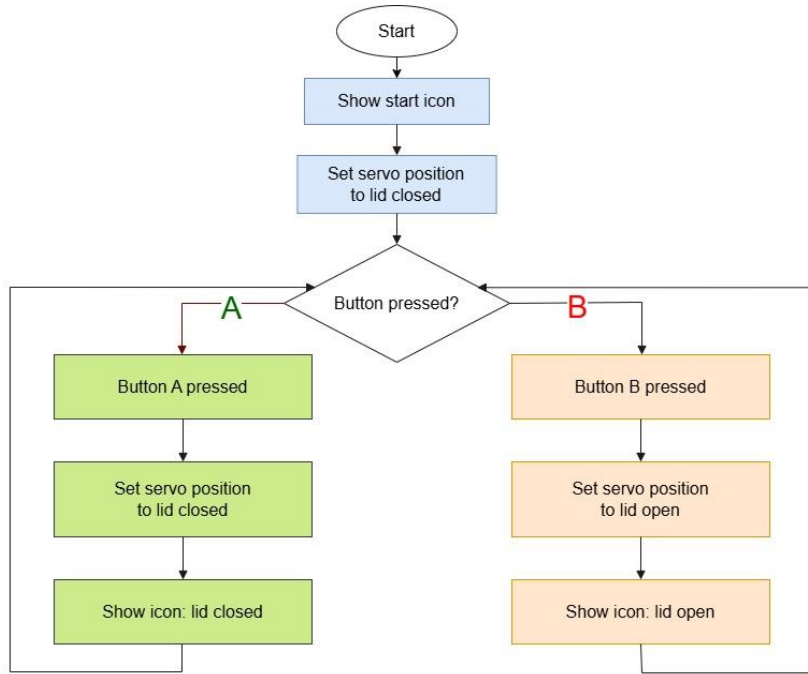 Start
Show start icon
Set servo position
to lid closed
Button pressed?
A
B
Button A pressed
Button B pressed
Set servo position
to lid closed
Set servo position
to lid open
Show icon: lid closed
Show icon: lid open